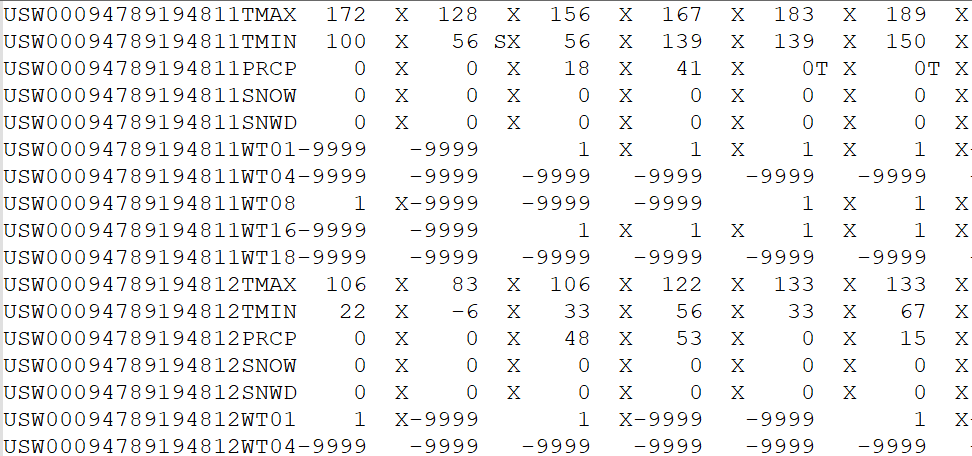 USW00094789194811TMAX  172  X  128  X  156  X  167  X  183  X  189  X
USW00094789194811TMIN  100  X   56 SX   56  X  139  X  139  X  150  X
USW00094789194811PRCP    0  X    0  X   18  X   41  X    0T X    0T X
USW00094789194811SNOW    0  X    0  X    0  X    0  X    0  X    0  X
USW00094789194811SNWD    0  X    0  X    0  X    0  X    0  X    0  X
USW00094789194811WT01-9999   -9999       1  X    1  X    1  X    1  X-
USW00094789194811WT04-9999   -9999   -9999   -9999   -9999   -9999   -
USW00094789194811WT08    1  X-9999   -9999   -9999       1  X    1  X
USW00094789194811WT16-9999   -9999       1  X    1  X    1  X    1  X
USW00094789194811WT18-9999   -9999   -9999   -9999   -9999   -9999   -
USW00094789194812TMAX  106  X   83  X  106  X  122  X  133  X  133  X
USW00094789194812TMIN   22  X   -6  X   33  X   56  X   33  X   67  X
USW00094789194812PRCP    0  X    0  X   48  X   53  X    0  X   15  X
USW00094789194812SNOW    0  X    0  X    0  X    0  X    0  X    0  X
USW00094789194812SNWD    0  X    0  X    0  X    0  X    0  X    0  X
USW00094789194812WT01    1  X-9999       1  X-9999   -9999       1  X-
USW00094789194812WT04-9999   -9999   -9999   -9999   -9999   -9999   -